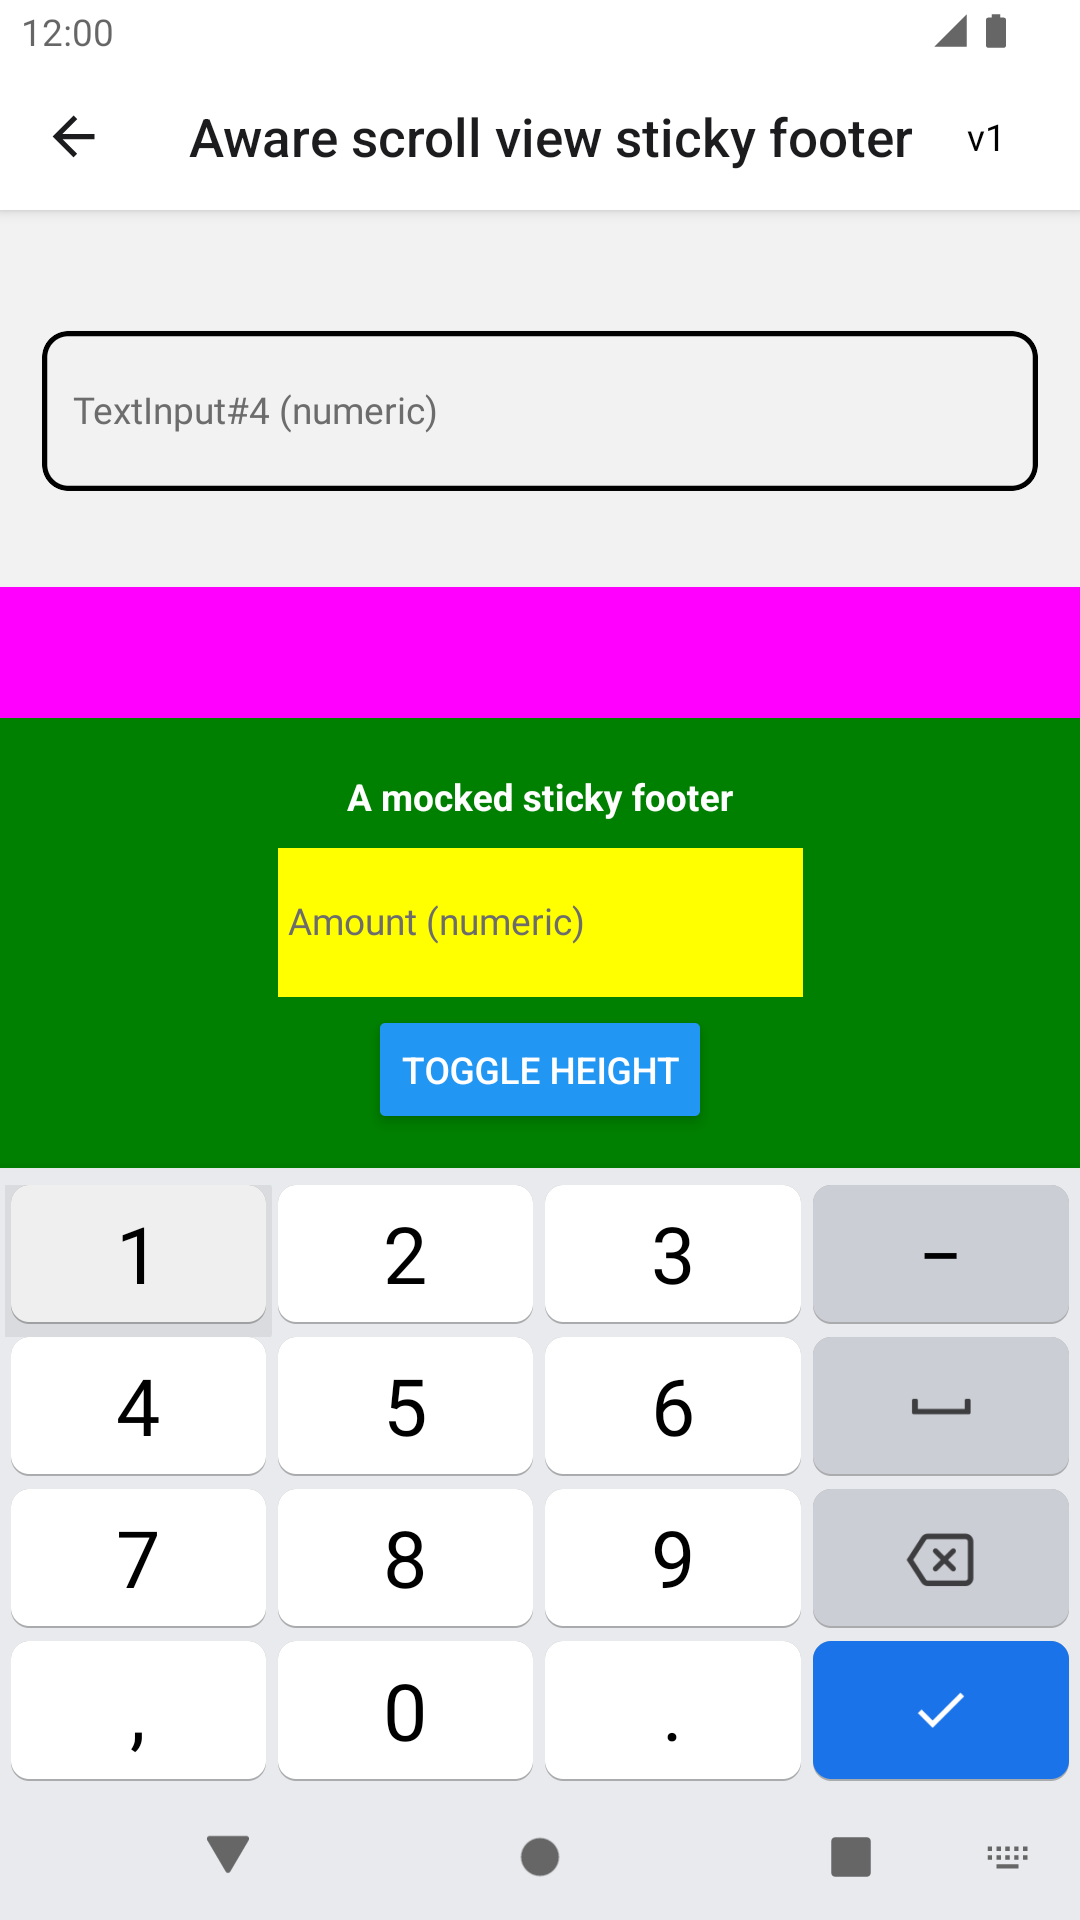 12:00
Aware scroll view sticky footer v1
TextInput#4 (numeric)
A mocked sticky footer
Amount (numeric)
TOGGLE HEIGHT
1 2 3 –
4 5 6
7 8 9
, 0 .